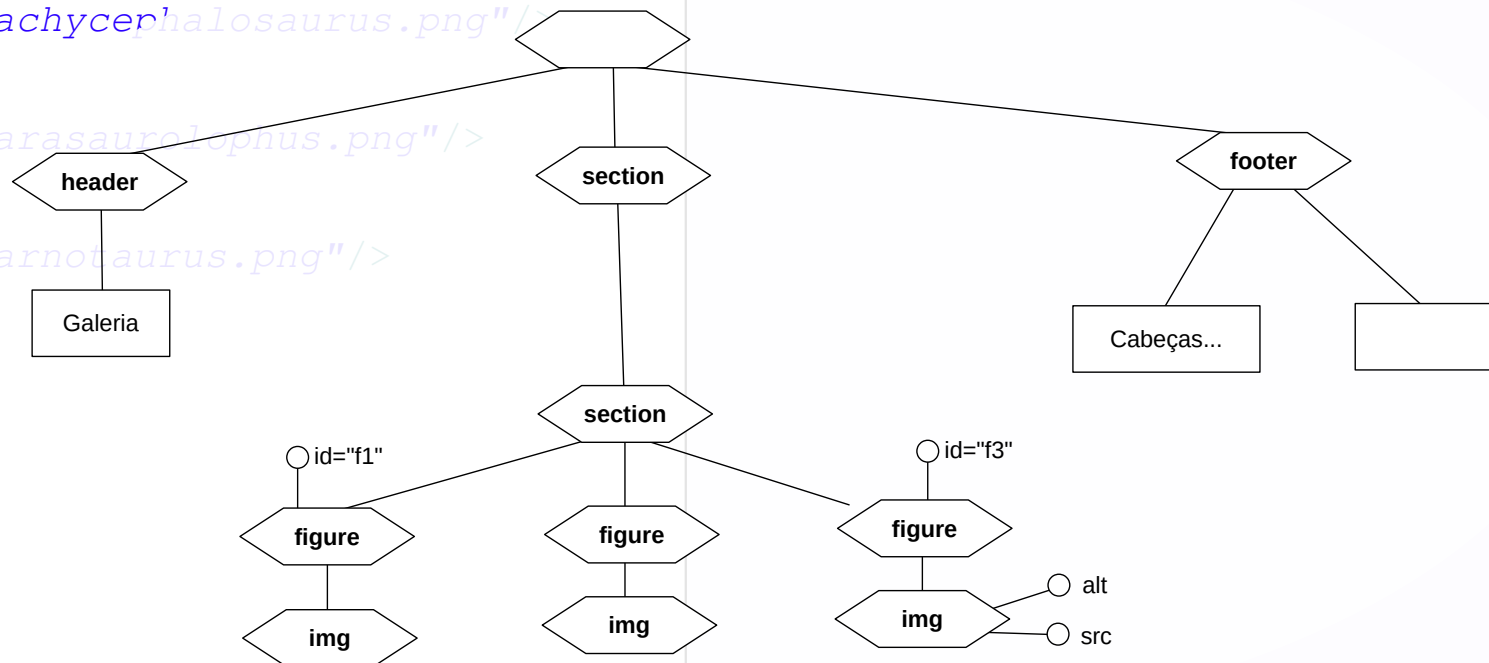 achycephalosaurus.png"/>
arasaurolophus.png"/>
footer
header
section
arnotaurus.png"/>
Galeria
Cabeças...
section
id="f1"
id="f3"
figure
figure
figure
alt
img
img
img
src